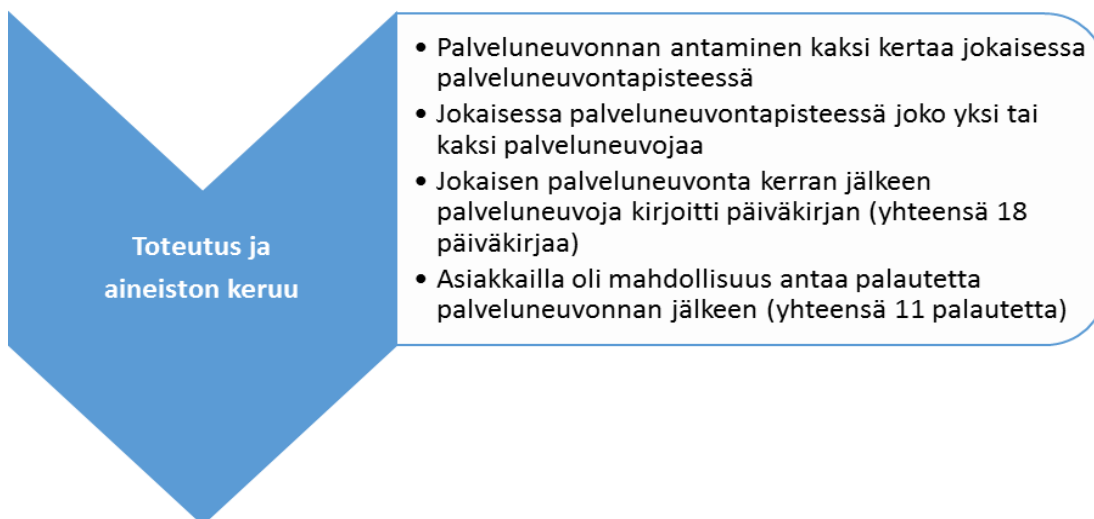 Toteutus ja
aineiston keruu
• Palveluneuvonnan antaminen kaksi kertaa jokaisessa
palveluneuvontapisteessä
• Jokaisessa palveluneuvontapisteessä joko yksi tai
kaksi palveluneuvojaa
• Jokaisen palveluneuvonta kerran jälkeen
palveluneuvoja kirjoitti päiväkirjan (yhteensä 18
päiväkirjaa)
• Asiakkailla oli mahdollisuus antaa palautetta
palveluneuvonnan jälkeen (yhteensä 11 palautetta)